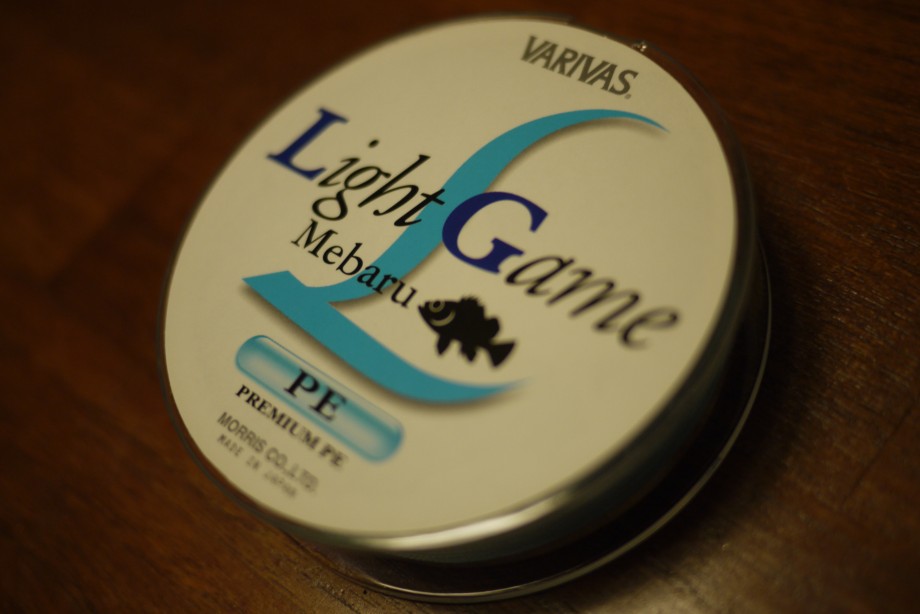 VARIVAS
Light Game
Mebaru
PE
PREMIUM PE
MORRIS CO.,LTD.
MADE IN JAPAN